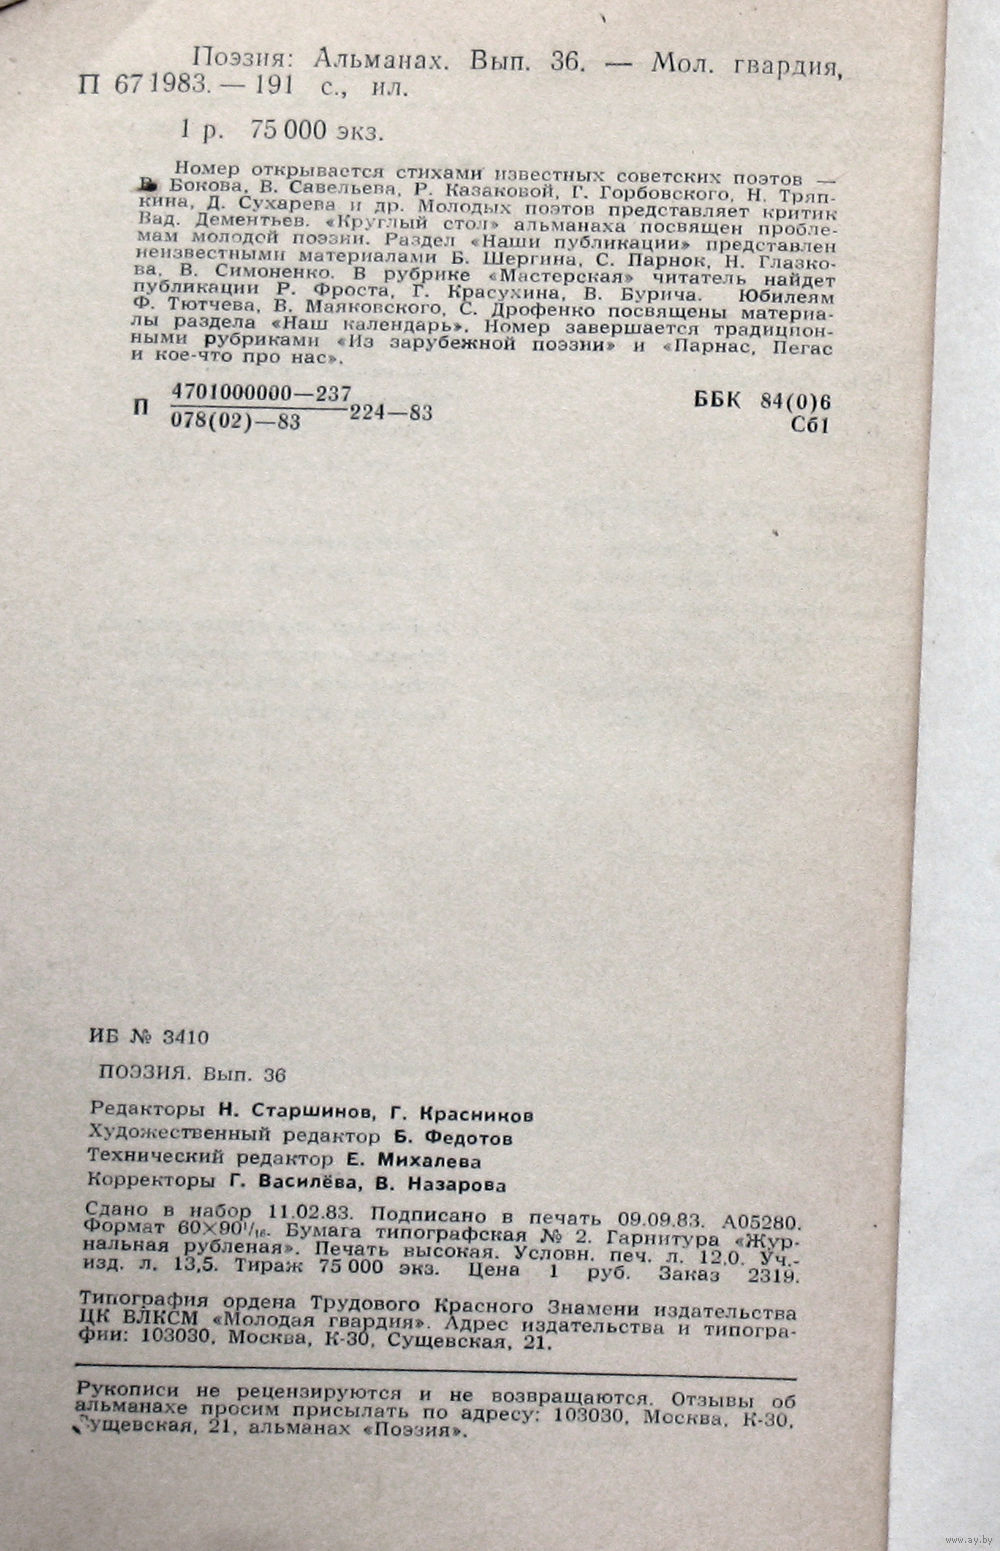 Поэзия: Альманах. Вып. 36. — Мол. гвардия,
П 67 1983. — 191 с., ил.
1 р. 75 000 экз.
Номер открывается стихами известных советских поэтов —
В. Бокова, В. Савельева, Р. Казаковой, Г. Горбовского, Н. Тряп-
кина, Д. Сухарева и др. Молодых поэтов представляет критик
Вад. Дементьев. «Круглый стол» альманаха посвящен пробле-
мам молодой поэзии. Раздел «Наши публикации» представлен
неизвестными материалами Б. Шергина, С. Парнок, Н. Глазко-
ва, В. Симоненко. В рубрике «Мастерская» читатель найдет
публикации Р. Фроста, Г. Красухина, В. Бурича. Юбилеям
Ф. Тютчева, В. Маяковского, С. Дрофенко посвящены материа-
лы раздела «Наш календарь». Номер завершается традицион-
ными рубриками «Из зарубежной поэзии» и «Парнас, Пегас
и кое-что про нас».
П 4701000000—237
078(02)—83 224—83
ББК 84(0)6
Сб1
ИБ № 3410
ПОЭЗИЯ. Вып. 36
Редакторы Н. Старшинов, Г. Красников
Художественный редактор Б. Федотов
Технический редактор Е. Михалева
Корректоры Г. Василёва, В. Назарова
Сдано в набор 11.02.83. Подписано в печать 09.09.83. А05280.
Формат 60×90¹/₁₆. Бумага типографская № 2. Гарнитура «Жур-
нальная рубленая». Печать высокая. Условн. печ. л. 12,0. Уч.-
изд. л. 13,5. Тираж 75 000 экз. Цена 1 руб. Заказ 2319.
Типография ордена Трудового Красного Знамени издательства
ЦК ВЛКСМ «Молодая гвардия». Адрес издательства и типогра-
фии: 103030, Москва, К-30, Сущевская, 21.
Рукописи не рецензируются и не возвращаются. Отзывы об
альманахе просим присылать по адресу: 103030, Москва, К-30,
Сущевская, 21, альманах «Поэзия».
www.ay.by